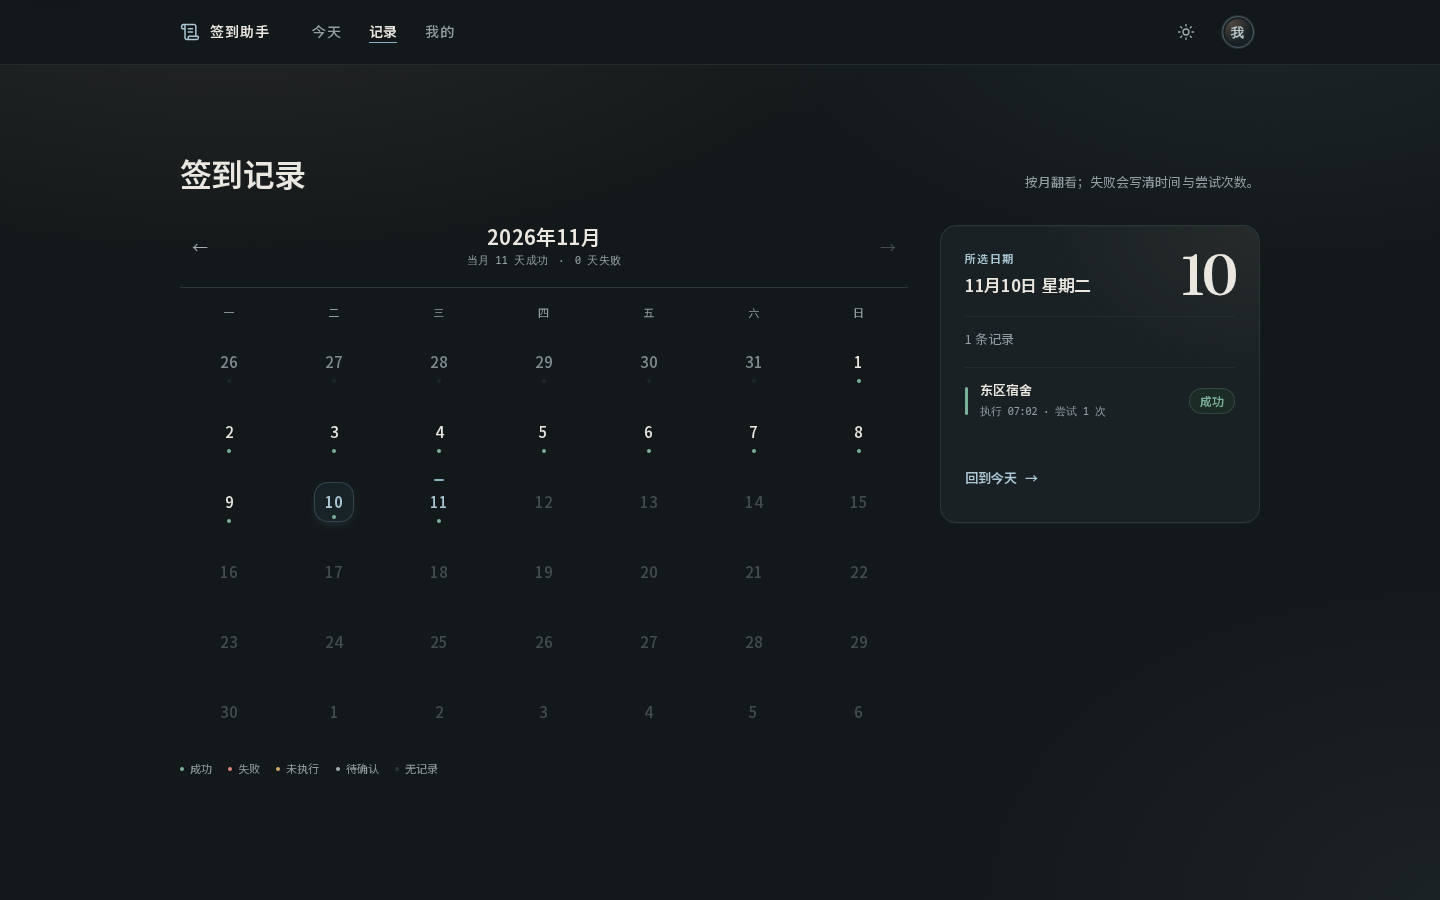 签到助手 今天 记录 我的 我
签到记录
按月翻看；失败会写清时间与尝试次数。
← 2026年11月 →
当月 11 天成功 · 0 天失败
一 二 三 四 五 六 日
26 27 28 29 30 31 1
2 3 4 5 6 7 8
9 10 11 12 13 14 15
16 17 18 19 20 21 22
23 24 25 26 27 28 29
30 1 2 3 4 5 6
成功 失败 未执行 待确认 无记录
所选日期
11月10日 星期二
10
1 条记录
东区宿舍
执行 07:02 · 尝试 1 次
成功
回到今天 →